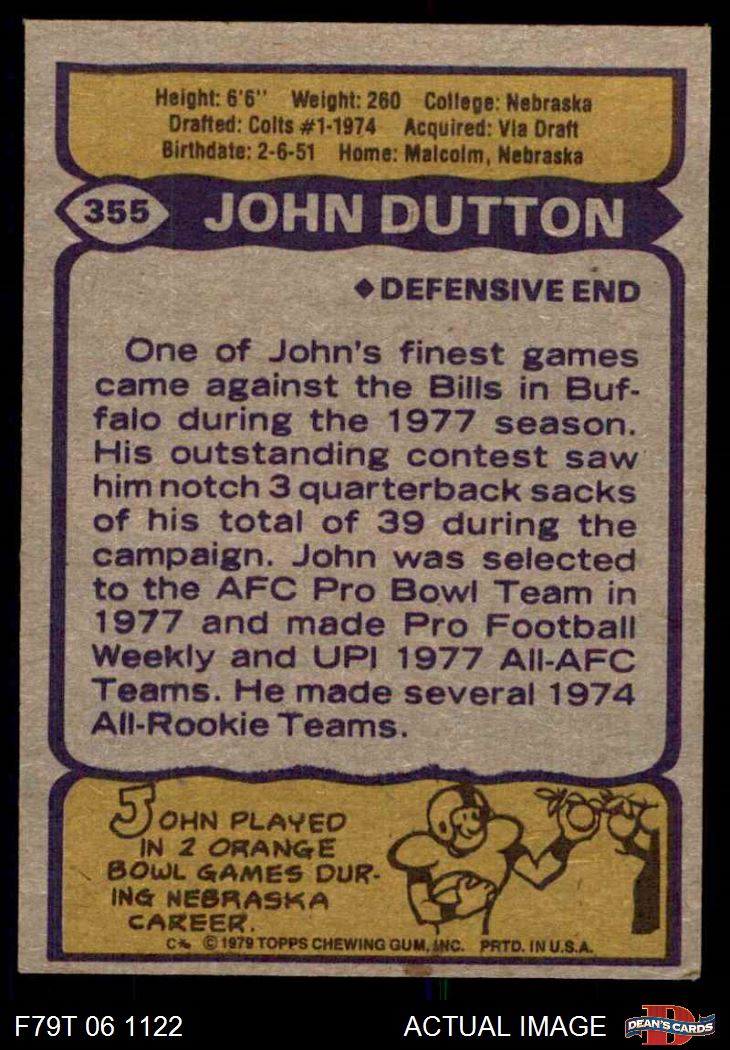 Height: 6'6" Weight: 260 College: Nebraska
Drafted: Colts #1-1974 Acquired: Via Draft
Birthdate: 2-6-51 Home: Malcolm, Nebraska
355 JOHN DUTTON
◆DEFENSIVE END
One of John's finest games
came against the Bills in Buf-
falo during the 1977 season.
His outstanding contest saw
him notch 3 quarterback sacks
of his total of 39 during the
campaign. John was selected
to the AFC Pro Bowl Team in
1977 and made Pro Football
Weekly and UPI 1977 All-AFC
Teams. He made several 1974
All-Rookie Teams.
JOHN PLAYED
IN 2 ORANGE
BOWL GAMES DUR-
ING NEBRASKA
CAREER.
©1979 TOPPS CHEWING GUM, INC. PRTD. IN U.S.A.
F79T 06 1122 ACTUAL IMAGE DEAN'S CARDS